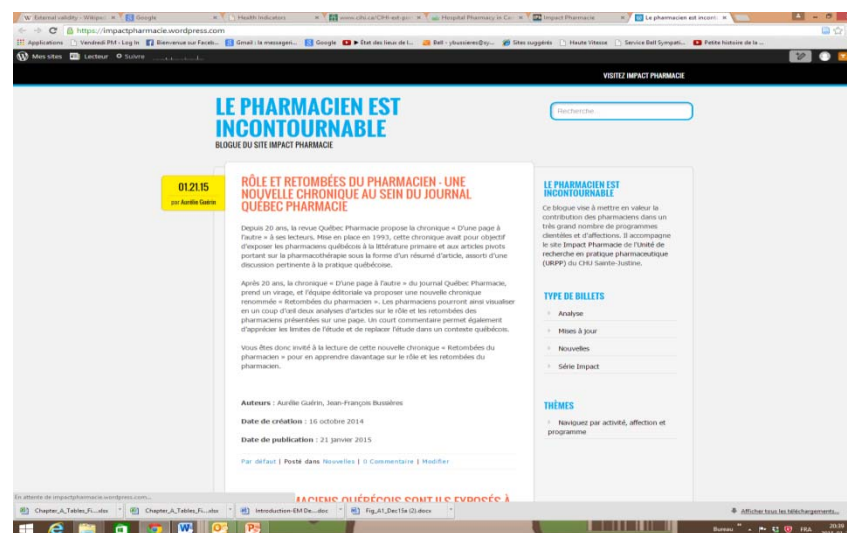 External validity - Wikipe
Google
Health Indicators
Hospital Pharmacy in Ca
Impact Pharmacie
Le pharmacien est incont
https://impactpharmacie.wordpress.com
Applications Vendredi PM - Log In Bienvenue sur Faceb... Gmail : la messageri... Google État des lieux de l... Sites suggérés Haute Vitesse Service Bell Sympati... Petite histoire de la ...
Mes sites Lecteur Suivre
VISITEZ IMPACT PHARMACIE
LE PHARMACIEN EST
INCONTOURNABLE
BLOGUE DU SITE IMPACT PHARMACIE
Recherche
01.21.15
par Aurélie Guérin
RÔLE ET RETOMBÉES DU PHARMACIEN - UNE
NOUVELLE CHRONIQUE AU SEIN DU JOURNAL
QUÉBEC PHARMACIE
Depuis 20 ans, la revue Québec Pharmacie propose la chronique « D'une page à
l'autre » à ses lecteurs. Mise en place en 1993, cette chronique avait pour objectif
d'exposer les pharmaciens québécois à la littérature primaire et aux articles pivots
portant sur la pharmacothérapie sous la forme d'un résumé d'article, assorti d'une
discussion pertinente à la pratique québécoise.
Après 20 ans, la chronique « D'une page à l'autre » du journal Québec Pharmacie,
prend un virage, et l'équipe éditoriale va proposer une nouvelle chronique
renommée « Retombées du pharmacien ». Les pharmaciens pourront ainsi visualiser
en un coup d'œil deux analyses d'articles sur le rôle et les retombées des
pharmaciens présentées sur une page. Un court commentaire permet également
d'apprécier les limites de l'étude et de replacer l'étude dans un contexte québécois.
Vous êtes donc invité à la lecture de cette nouvelle chronique « Retombées du
pharmacien » pour en apprendre davantage sur le rôle et les retombées du
pharmacien.
Auteurs : Aurélie Guérin, Jean-François Bussières
Date de création : 16 octobre 2014
Date de publication : 21 janvier 2015
Par défaut | Posté dans Nouvelles | 0 Commentaire | Modifier
LE PHARMACIEN EST
INCONTOURNABLE
Ce blogue vise à mettre en valeur la
contribution des pharmaciens dans un
très grand nombre de programmes
clientèles et d'affections. Il accompagne
le site Impact Pharmacie de l'Unité de
recherche en pratique pharmaceutique
(URPP) du CHU Sainte-Justine.
TYPE DE BILLETS
Analyse
Mises à jour
Nouvelles
Série Impact
THÈMES
Naviguez par activité, affection et
programme
MACIENS QUÉBÉCOIS SONT ILS EXPOSÉS À
En attente de impactpharmacie.wordpress.com...
Chapter_A_Tables_Fi....xlsx Chapter_A_Tables_Fi....xlsx Introduction-EM De....doc Fig_A1_Dec15a (2).docx Afficher tous les téléchargements...
Bureau FRA 20:39